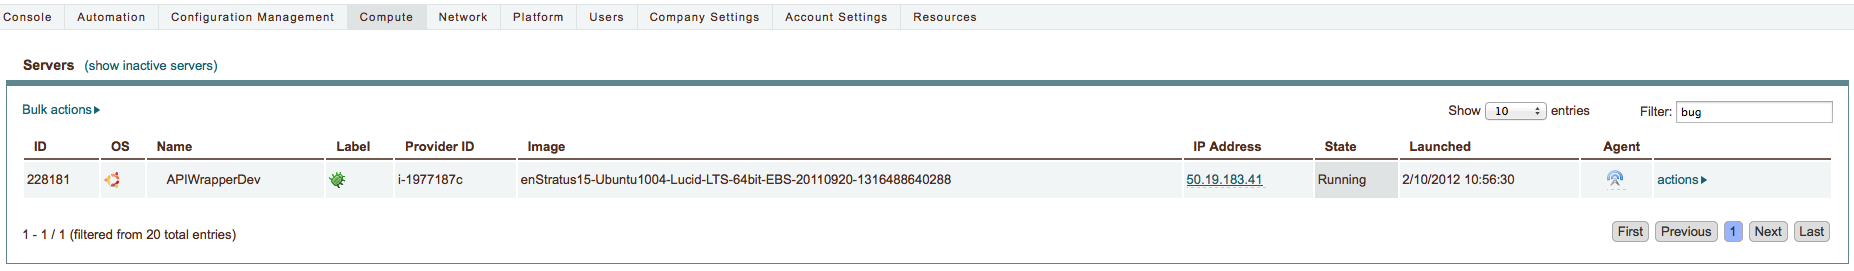 Console Automation Configuration Management Compute Network Platform Users Company Settings Account Settings Resources
Servers (show inactive servers)
Bulk actions Show 10 entries Filter: bug
ID OS Name Label Provider ID Image IP Address State Launched Agent
228181 APIWrapperDev i-1977187c enStratus15-Ubuntu1004-Lucid-LTS-64bit-EBS-20110920-1316488640288 50.19.183.41 Running 2/10/2012 10:56:30 actions
1 - 1 / 1 (filtered from 20 total entries) First Previous 1 Next Last